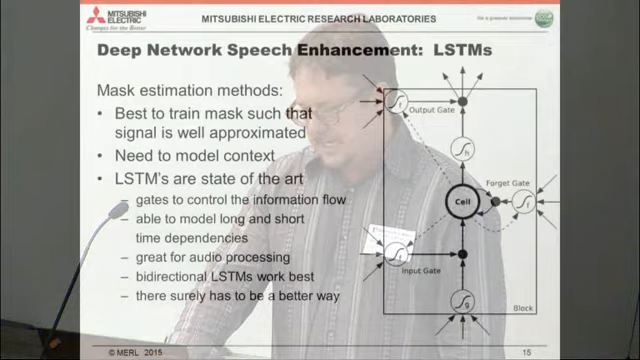 MITSUBISHI
ELECTRIC
Changes for the Better
MITSUBISHI ELECTRIC RESEARCH LABORATORIES
Deep Network Speech Enhancement: LSTMs
Mask estimation methods:
• Best to train mask such that
signal is well approximated
• Need to model context
• LSTM's are state of the art
– gates to control the information flow
– able to model long and short
time dependencies
– great for audio processing
– bidirectional LSTMs work best
– there surely has to be a better way
Output Gate
f
h
Forget Gate
Cell
f
Input Gate
f
g
Block
© MERL 2015
15